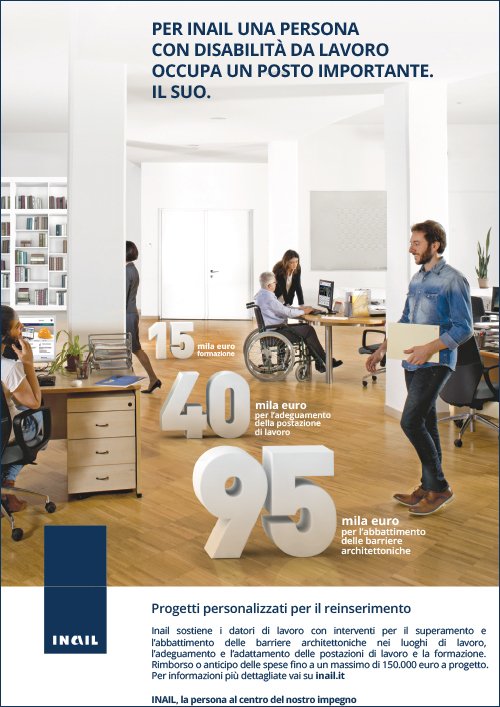 PER INAIL UNA PERSONA
CON DISABILITÀ DA LAVORO
OCCUPA UN POSTO IMPORTANTE.
IL SUO.
15 mila euro
formazione
40 mila euro
per l'adeguamento
della postazione
di lavoro
95 mila euro
per l'abbattimento
delle barriere
architettoniche
INAIL
Progetti personalizzati per il reinserimento
Inail sostiene i datori di lavoro con interventi per il superamento e
l'abbattimento delle barriere architettoniche nei luoghi di lavoro,
l'adeguamento e l'adattamento delle postazioni di lavoro e la formazione.
Rimborso o anticipo delle spese fino a un massimo di 150.000 euro a progetto.
Per informazioni più dettagliate vai su inail.it
INAIL, la persona al centro del nostro impegno